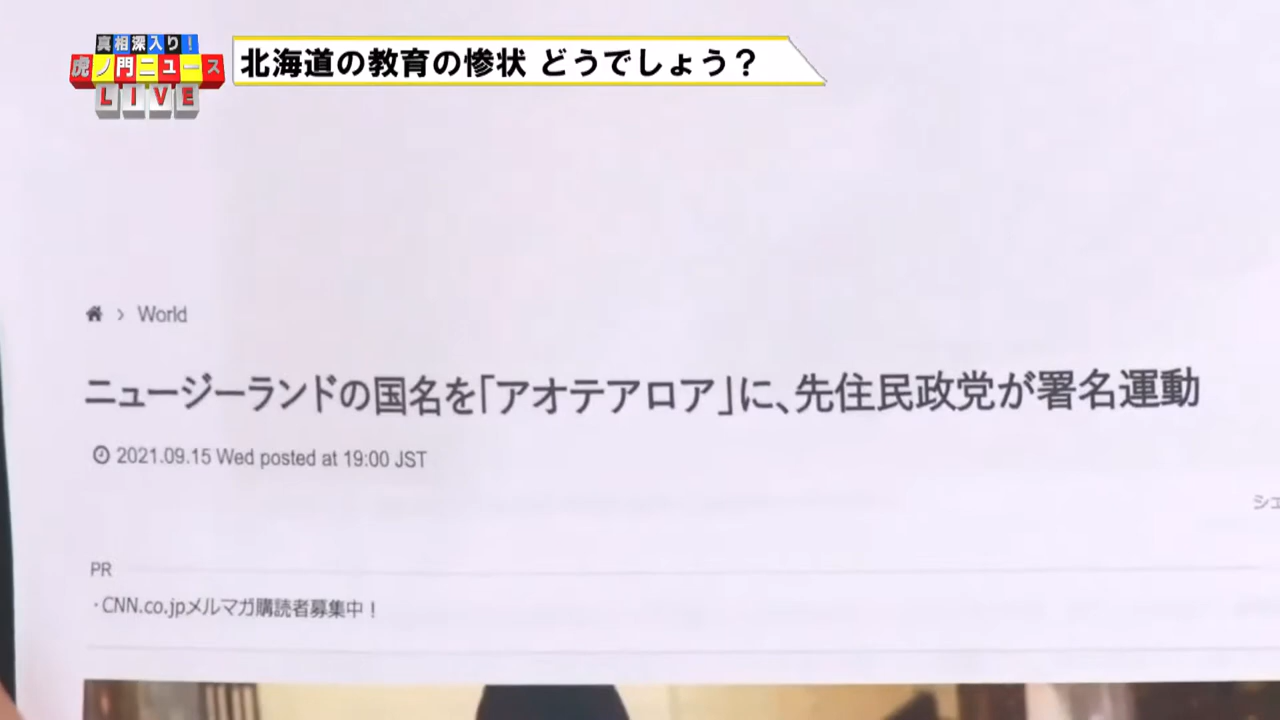 真相深入り!
虎ノ門ニュース
LIVE
北海道の教育の惨状 どうでしょう？
› World
ニュージーランドの国名を「アオテアロア」に、先住民政党が署名運動
2021.09.15 Wed posted at 19:00 JST
シェ
PR
・CNN.co.jpメルマガ購読者募集中！